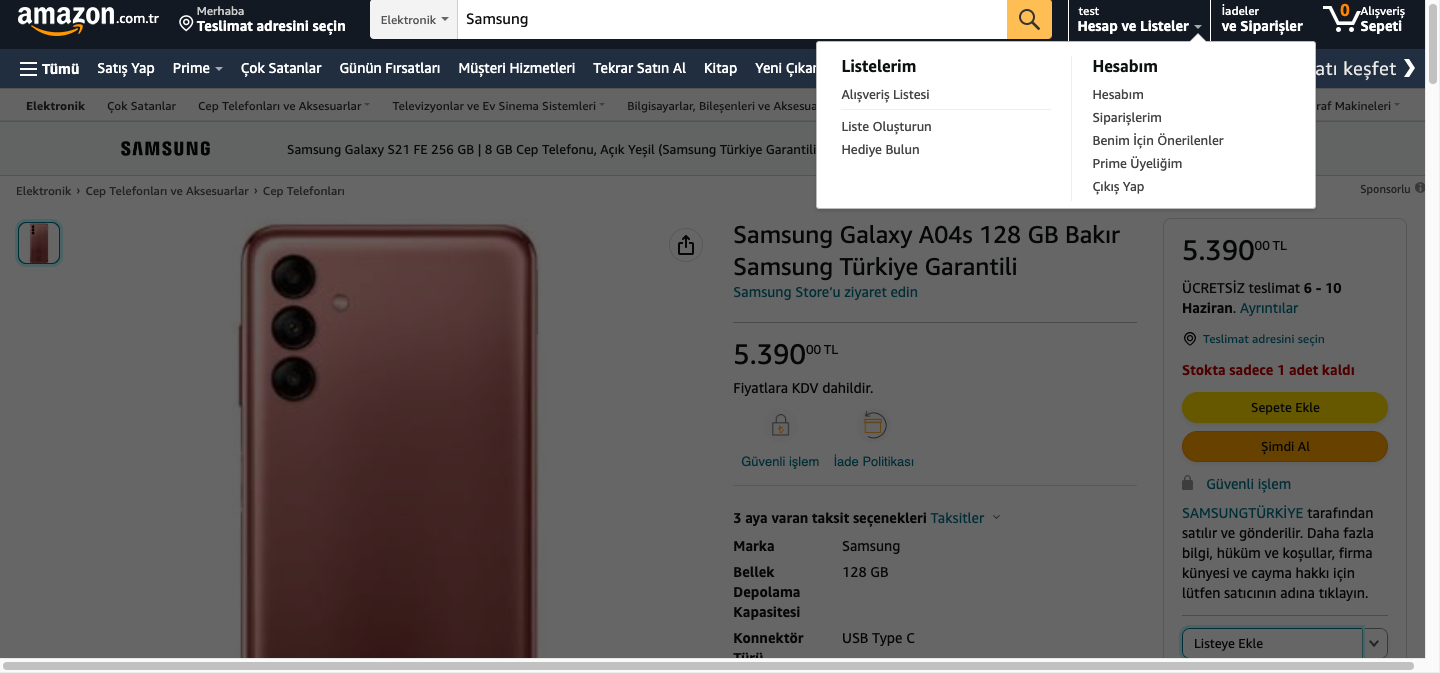 amazon.com.tr
Merhaba
Teslimat adresini seçin
Elektronik
Samsung
test
Hesap ve Listeler
İadeler
ve Siparişler
0
Alışveriş
Sepeti
Tümü
Satış Yap
Prime
Çok Satanlar
Günün Fırsatları
Müşteri Hizmetleri
Tekrar Satın Al
Kitap
Yeni Çıkar
atı keşfet
Listelerim
Alışveriş Listesi
Liste Oluşturun
Hediye Bulun
Hesabım
Hesabım
Siparişlerim
Benim İçin Önerilenler
Prime Üyeliğim
Çıkış Yap
Elektronik
Çok Satanlar
Cep Telefonları ve Aksesuarlar
Televizyonlar ve Ev Sinema Sistemleri
Bilgisayarlar, Bileşenleri ve Aksesua
raf Makineleri
SAMSUNG
Samsung Galaxy S21 FE 256 GB | 8 GB Cep Telefonu, Açık Yeşil (Samsung Türkiye Garantili
Elektronik › Cep Telefonları ve Aksesuarlar › Cep Telefonları
Sponsorlu
Samsung Galaxy A04s 128 GB Bakır
Samsung Türkiye Garantili
Samsung Store'u ziyaret edin
5.39000 TL
Fiyatlara KDV dahildir.
Güvenli işlem
İade Politikası
3 aya varan taksit seçenekleri Taksitler
Marka Samsung
Bellek 128 GB
Depolama
Kapasitesi
Konnektör USB Type C
Türü
5.39000 TL
ÜCRETSİZ teslimat 6 - 10
Haziran. Ayrıntılar
Teslimat adresini seçin
Stokta sadece 1 adet kaldı
Sepete Ekle
Şimdi Al
Güvenli işlem
SAMSUNGTÜRKİYE tarafından
satılır ve gönderilir. Daha fazla
bilgi, hüküm ve koşullar, firma
künyesi ve cayma hakkı için
lütfen satıcının adına tıklayın.
Listeye Ekle